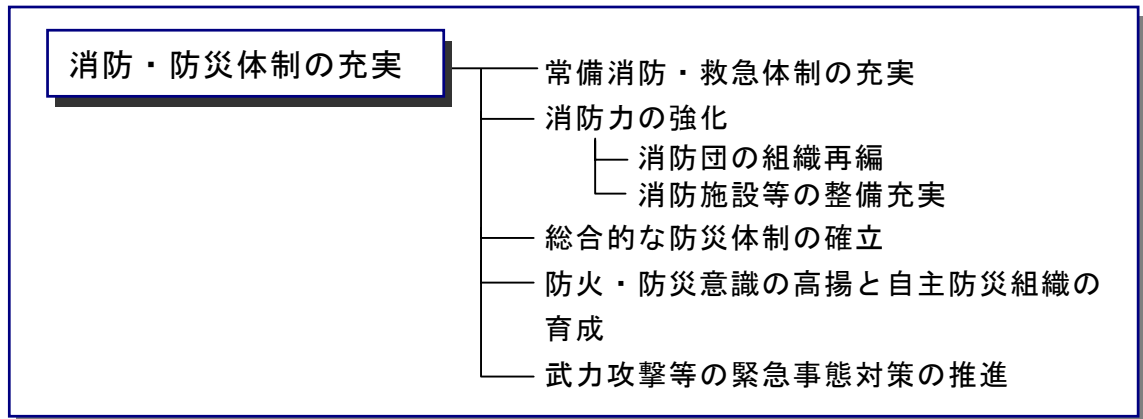 消防・防災体制の充実
常備消防・救急体制の充実
消防力の強化
消防団の組織再編
消防施設等の整備充実
総合的な防災体制の確立
防火・防災意識の高揚と自主防災組織の
育成
武力攻撃等の緊急事態対策の推進